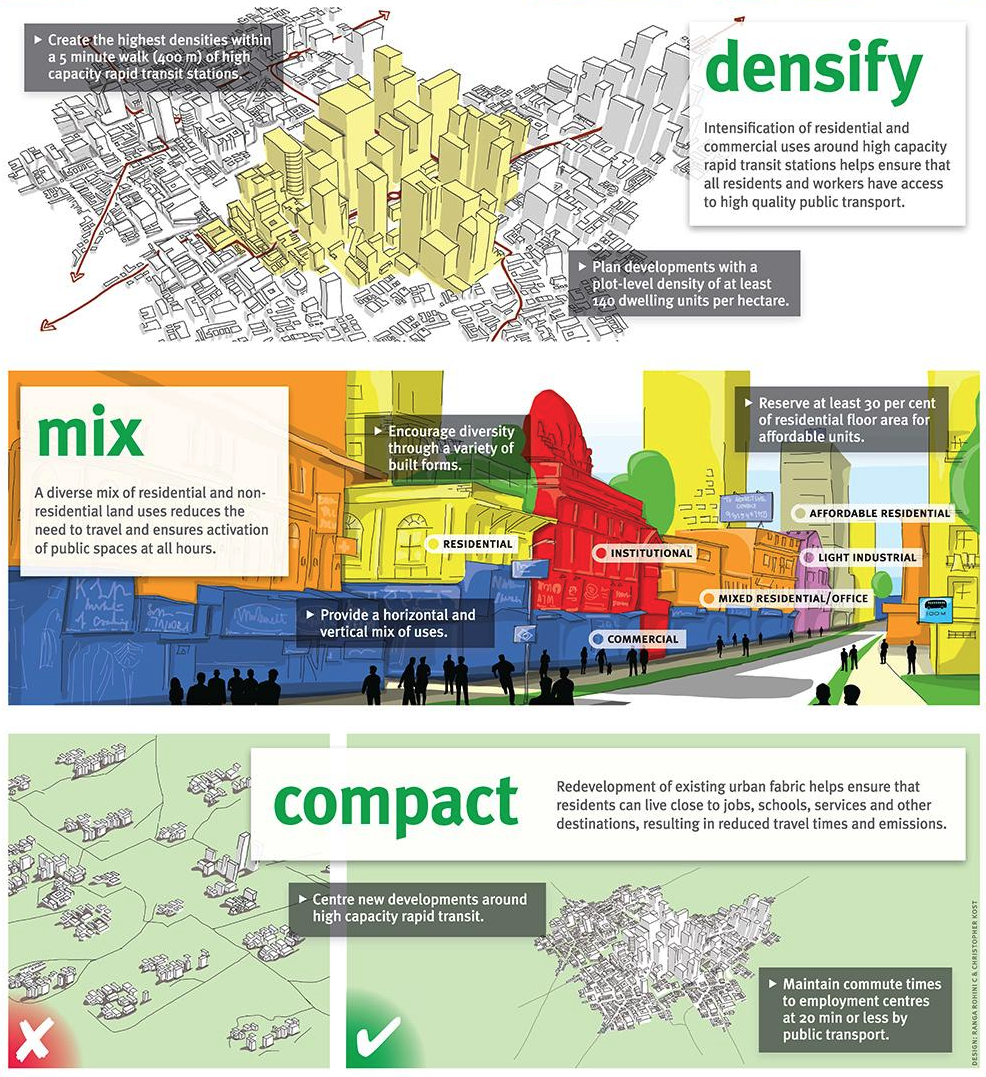 ▶ Create the highest densities within
a 5 minute walk (400 m) of high
capacity rapid transit stations.
densify
Intensification of residential and
commercial uses around high capacity
rapid transit stations helps ensure that
all residents and workers have access
to high quality public transport.
▶ Plan developments with a
plot-level density of at least
140 dwelling units per hectare.
mix
A diverse mix of residential and non-
residential land uses reduces the
need to travel and ensures activation
of public spaces at all hours.
▶ Encourage diversity
through a variety of
built forms.
▶ Reserve at least 30 per cent
of residential floor area for
affordable units.
AFFORDABLE RESIDENTIAL
RESIDENTIAL
INSTITUTIONAL
LIGHT INDUSTRIAL
MIXED RESIDENTIAL/OFFICE
▶ Provide a horizontal and
vertical mix of uses.
COMMERCIAL
compact
Redevelopment of existing urban fabric helps ensure that
residents can live close to jobs, schools, services and other
destinations, resulting in reduced travel times and emissions.
▶ Centre new developments around
high capacity rapid transit.
▶ Maintain commute times
to employment centres
at 20 min or less by
public transport.
DESIGN: RANGA ROHINI C & CHRISTOPHER KOST